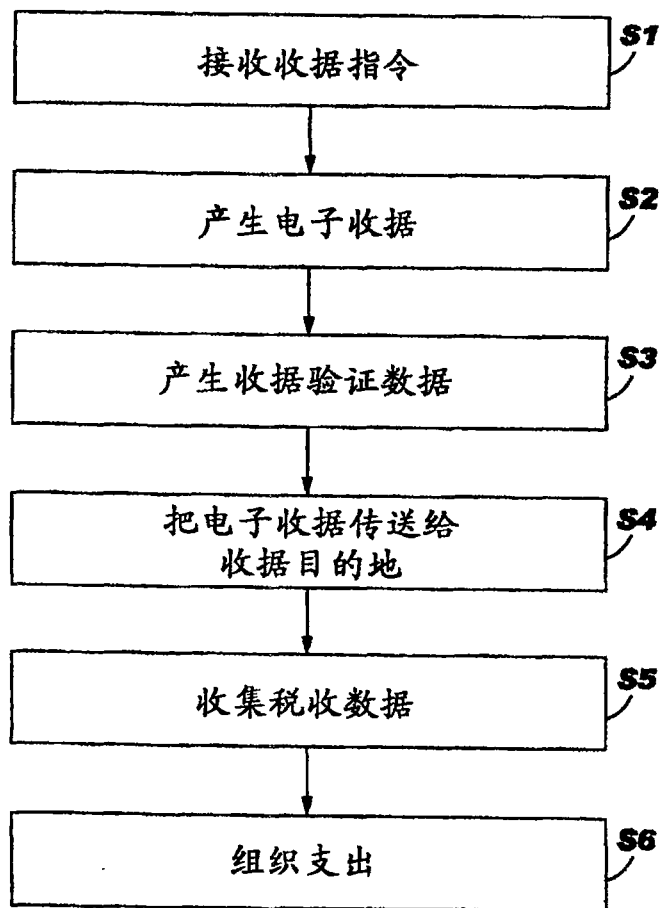 接收收据指令
S1
产生电子收据
S2
产生收据验证数据
S3
把电子收据传送给
收据目的地
S4
收集税收数据
S5
组织支出
S6